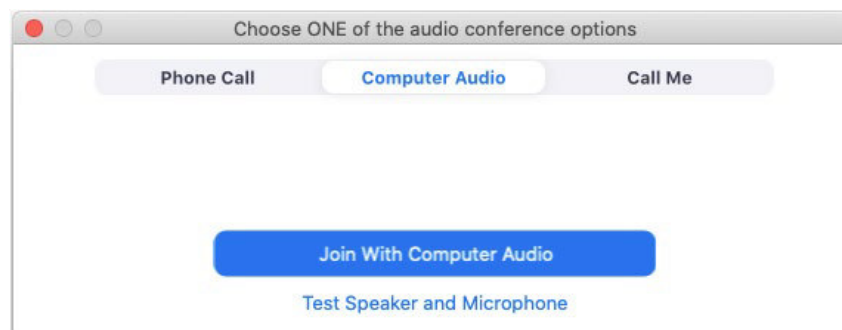 Choose ONE of the audio conference options
Phone Call Computer Audio Call Me
Join With Computer Audio
Test Speaker and Microphone